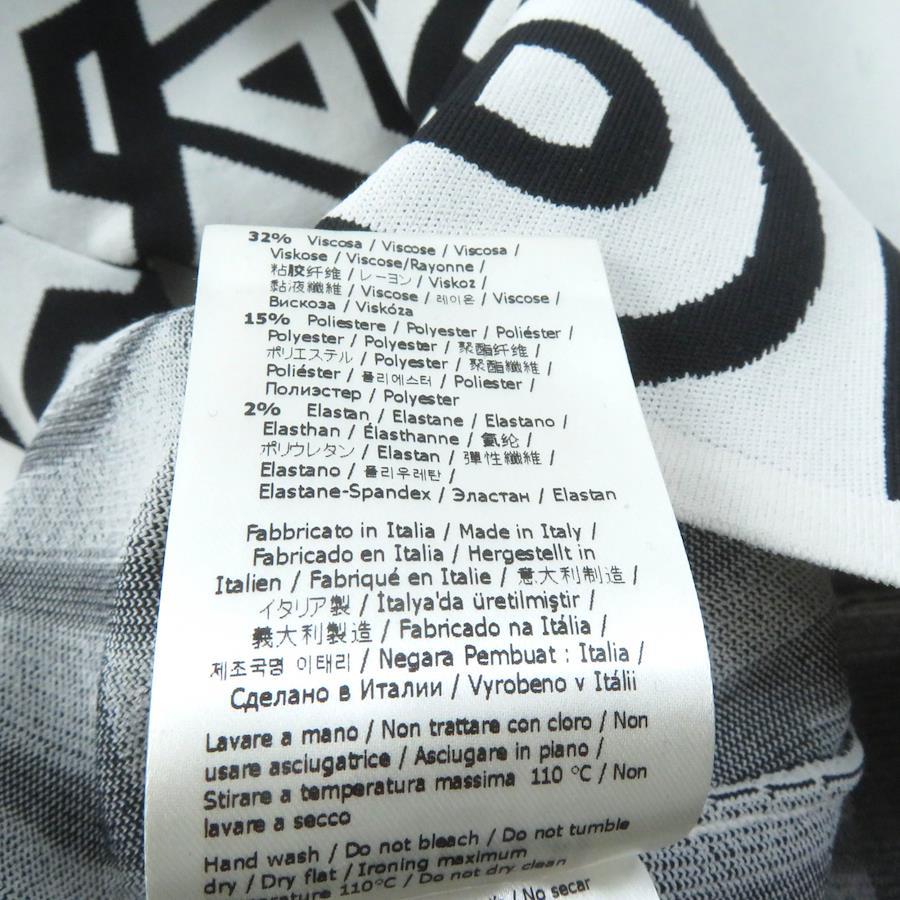 32% Viscosa / Viscose / Viscosa /
Viskose / Viscose/Rayonne /
粘胶纤维 / レーヨン / Viskoz /
黏液纖維 / Viscose / 레이온 / Viscose /
Вискоза / Viskóza
15% Poliestere / Polyester / Poliéster /
Polyester / Polyester / 聚酯纤维 /
ポリエステル / Polyester / 聚酯纖維 /
Poliéster / 폴리에스터 / Poliester /
Полиэстер / Polyester
2% Elastan / Elastane / Elastano /
Elasthan / Élasthanne / 氨纶 /
ポリウレタン / Elastan / 彈性纖維 /
Elastano / 폴리우레탄 /
Elastane-Spandex / Эластан / Elastan
Fabbricato in Italia / Made in Italy /
Fabricado en Italia / Hergestellt in
Italien / Fabriqué en Italie / 意大利制造 /
イタリア製 / İtalya'da üretilmiştir /
義大利製造 / Fabricado na Itália /
제조국명 이태리 / Negara Pembuat : Italia /
Сделано в Италии / Vyrobeno v Itálii
Lavare a mano / Non trattare con cloro / Non
usare asciugatrice / Asciugare in piano /
Stirare a temperatura massima 110 °C / Non
lavare a secco
Hand wash / Do not bleach / Do not tumble
dry / Dry flat / Ironing maximum
110°C / Do not dry clean
/ No secar